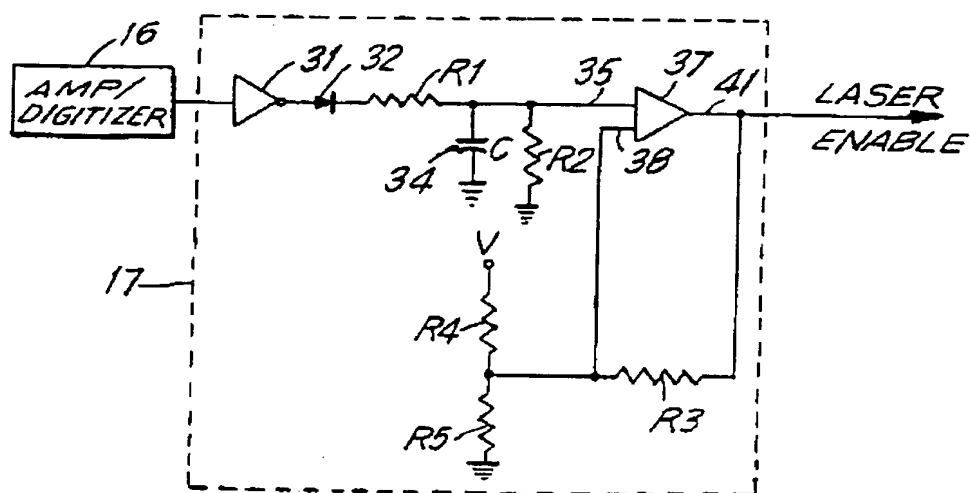 16
AMP/
DIGITIZER
31
32
R1
35
37
41
LASER
ENABLE
34
C
R2
38
17
V
R4
R5
R3